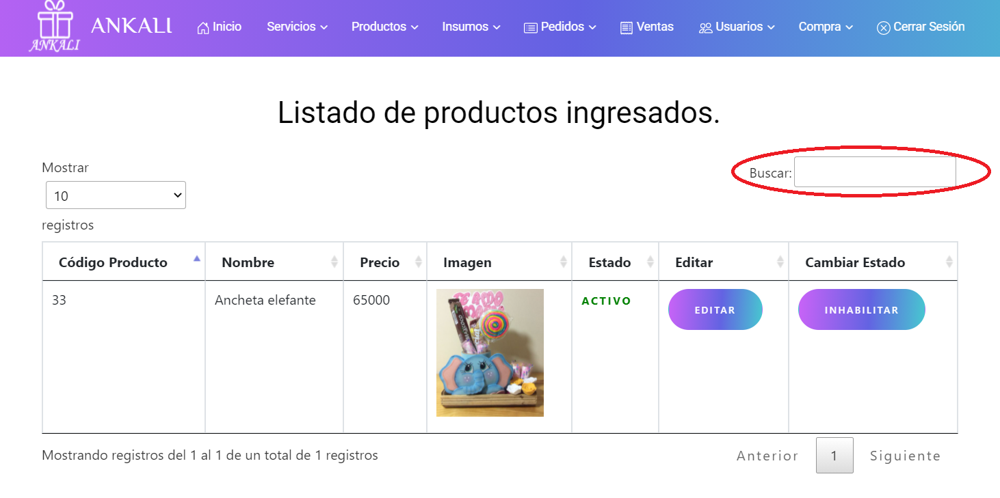 ANKALI
ANKALI Inicio Servicios Productos Insumos Pedidos Ventas Usuarios Compra Cerrar Sesión
Listado de productos ingresados.
Mostrar
Buscar:
10
registros
Código Producto Nombre Precio Imagen Estado Editar Cambiar Estado
33 Ancheta elefante 65000 ACTIVO EDITAR INHABILITAR
TE AMO
Mostrando registros del 1 al 1 de un total de 1 registros
Anterior 1 Siguiente